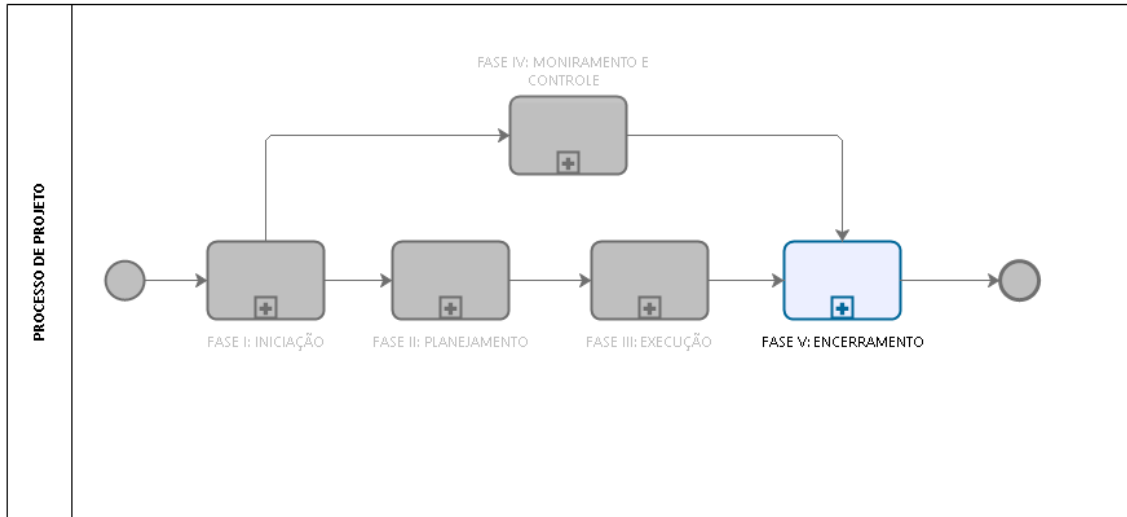 PROCESSO DE PROJETO
FASE IV: MONIRAMENTO E
CONTROLE
FASE I: INICIAÇÃO
FASE II: PLANEJAMENTO
FASE III: EXECUÇÃO
FASE V: ENCERRAMENTO